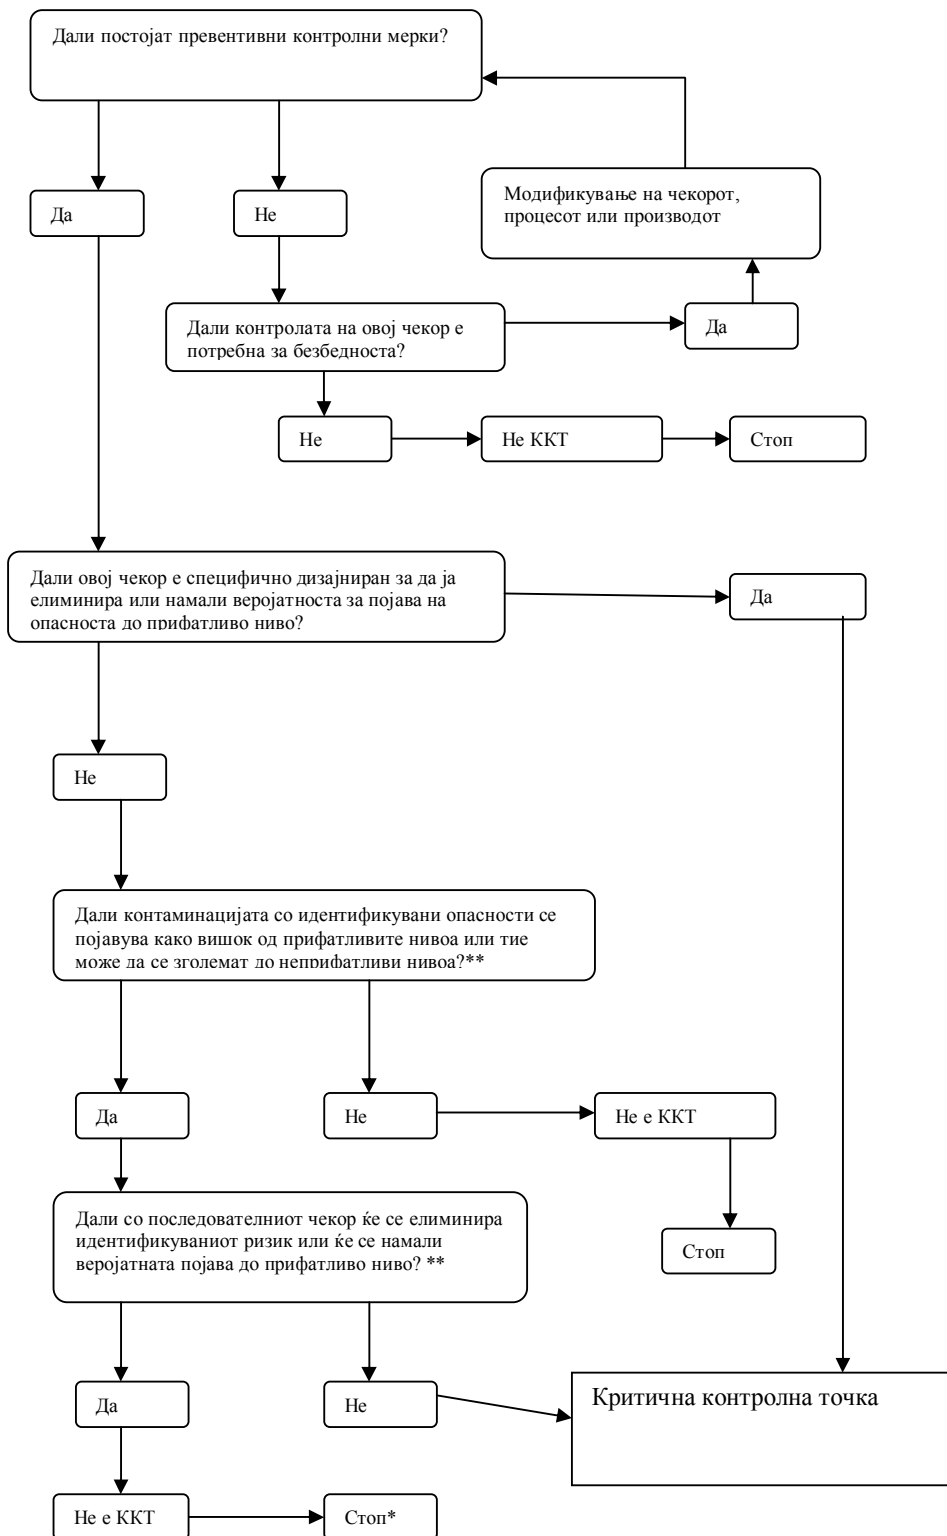 Дали постојат превентивни контролни мерки?
Да
Не
Модификување на чекорот,
процесот или производот
Дали контролата на овој чекор е
потребна за безбедноста?
Да
Не
Не ККТ
Стоп
Дали овој чекор е специфично дизајниран за да ја
елиминира или намали веројатноста за појава на
опасноста до прифатливо ниво?
Да
Не
Дали контаминацијата со идентификувани опасности се
појавува како вишок од прифатливите нивоа или тие
може да се зголемат до неприфатливи нивоа?**
Да
Не
Не е ККТ
Стоп
Дали со последователниот чекор ќе се елиминира
идентификуваниот ризик или ќе се намали
веројатната појава до прифатливо ниво? **
Да
Не
Критична контролна точка
Не е ККТ
Стоп*